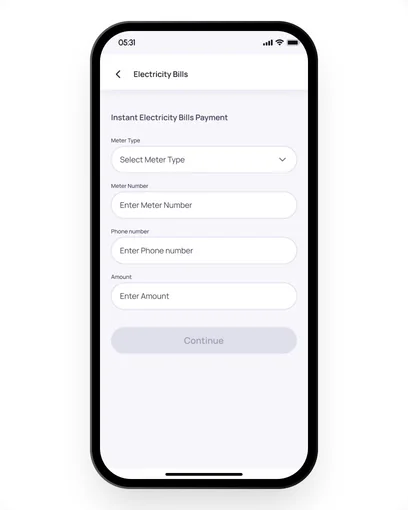 05:31
Electricity Bills
Instant Electricity Bills Payment
Meter Type
Select Meter Type
Meter Number
Enter Meter Number
Phone number
Enter Phone number
Amount
Enter Amount
Continue